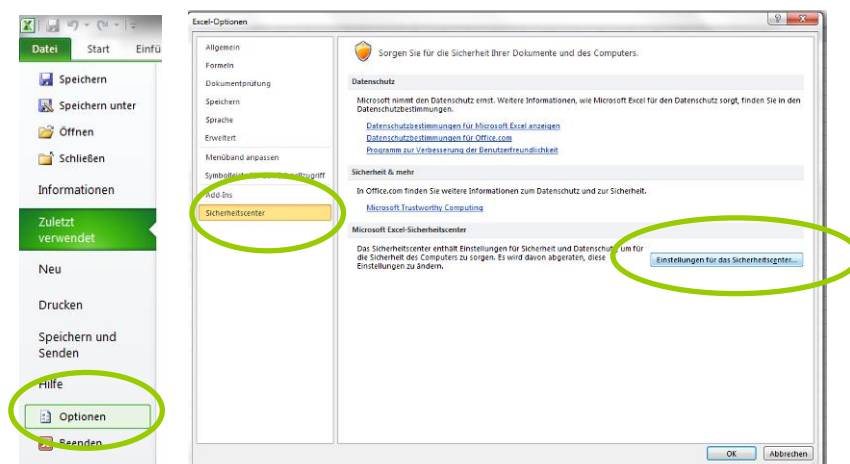 Datei Start Einfü
Speichern
Speichern unter
Öffnen
Schließen
Informationen
Zuletzt
verwendet
Neu
Drucken
Speichern und
Senden
Hilfe
Optionen
Beenden
Excel-Optionen
Allgemein
Formeln
Dokumentprüfung
Speichern
Sprache
Erweitert
Menüband anpassen
Add-Ins
Sicherheitscenter
Sorgen Sie für die Sicherheit Ihrer Dokumente und des Computers.
Datenschutz
Microsoft nimmt den Datenschutz ernst. Weitere Informationen, wie Microsoft Excel für den Datenschutz sorgt, finden Sie in den
Datenschutzbestimmungen.
Datenschutzbestimmungen für Microsoft Excel anzeigen
Datenschutzbestimmungen für Office.com
Programm zur Verbesserung der Benutzerfreundlichkeit
Sicherheit & mehr
In Office.com finden Sie weitere Informationen zum Datenschutz und zur Sicherheit.
Microsoft Trustworthy Computing
Microsoft Excel-Sicherheitscenter
Das Sicherheitscenter enthält Einstellungen für Sicherheit und Datenschutz, um für
die Sicherheit des Computers zu sorgen. Es wird davon abgeraten, diese
Einstellungen zu ändern.
Einstellungen für das Sicherheitscenter...
OK Abbrechen